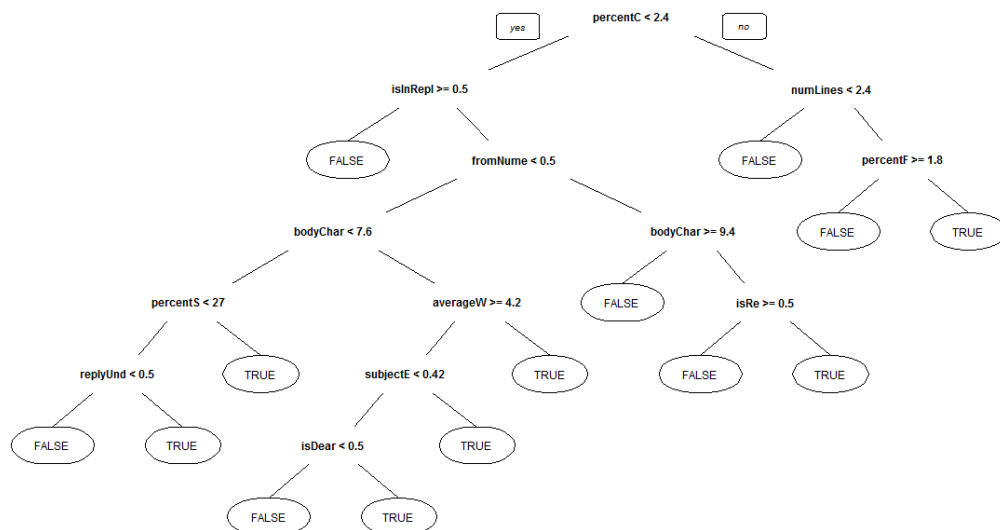 percentC < 2.4
yes
no
isInRepl >= 0.5
numLines < 2.4
FALSE
fromNume < 0.5
FALSE
percentF >= 1.8
bodyChar < 7.6
bodyChar >= 9.4
FALSE
TRUE
percentS < 27
averageW >= 4.2
FALSE
isRe >= 0.5
replyUnd < 0.5
TRUE
subjectE < 0.42
TRUE
FALSE
TRUE
FALSE
TRUE
isDear < 0.5
TRUE
FALSE
TRUE